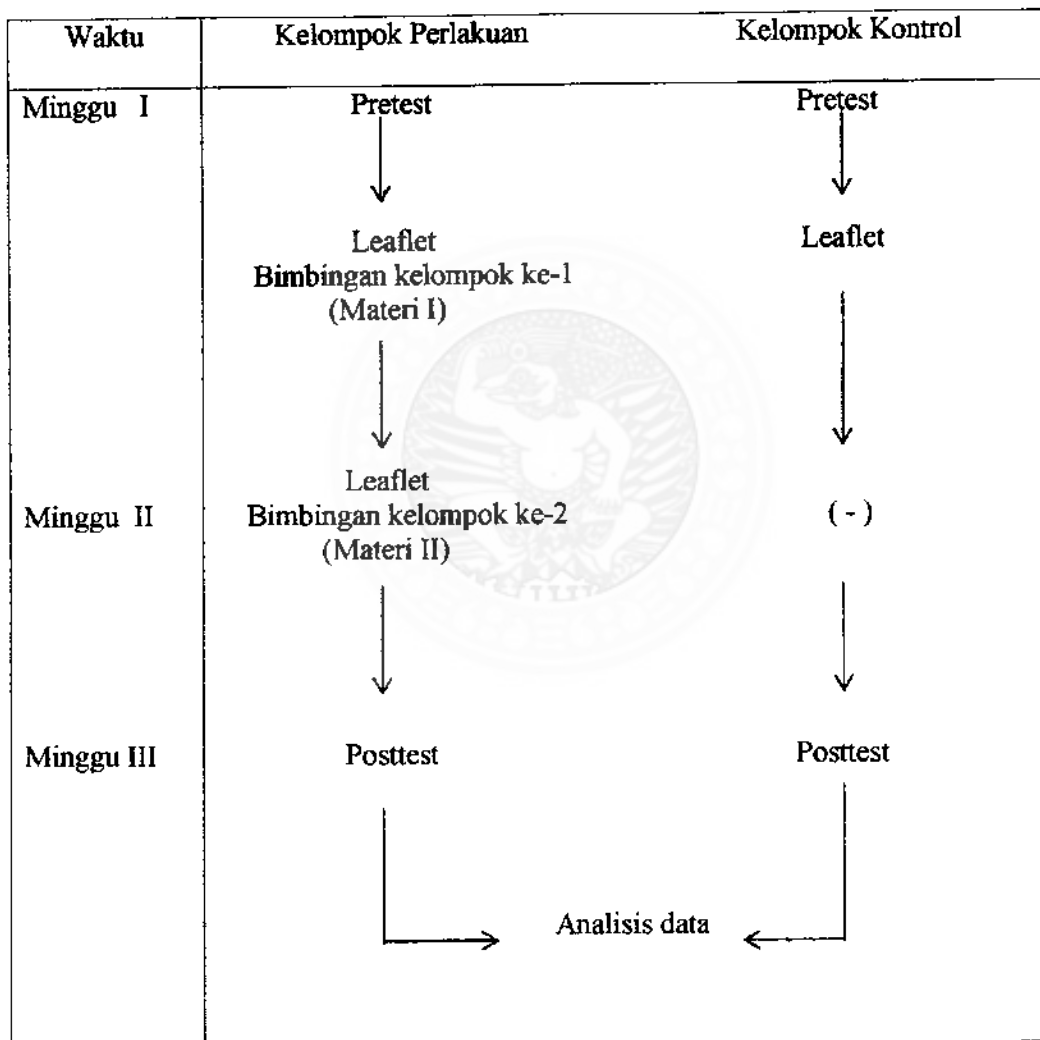 Waktu Kelompok Perlakuan Kelompok Kontrol
Minggu I Pretest Pretest
Leaflet Leaflet
Bimbingan kelompok ke-1
(Materi I)
Leaflet
Minggu II Bimbingan kelompok ke-2 ( - )
(Materi II)
Minggu III Posttest Posttest
Analisis data